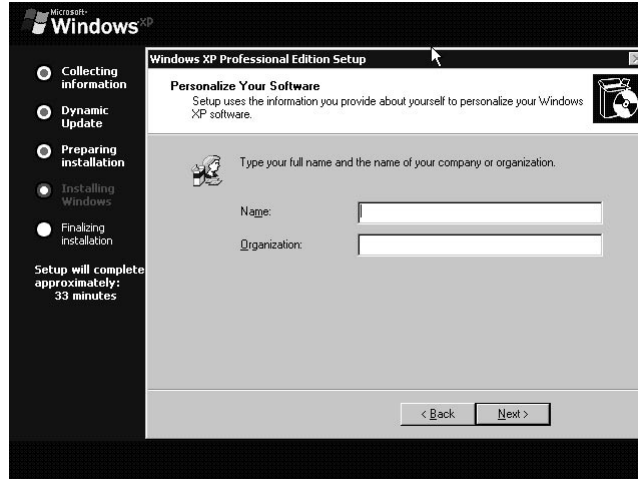 Microsoft
Windows XP
Collecting
information
Dynamic
Update
Preparing
installation
Installing
Windows
Finalizing
installation
Setup will complete
approximately:
33 minutes
Windows XP Professional Edition Setup
Personalize Your Software
Setup uses the information you provide about yourself to personalize your Windows
XP software.
Type your full name and the name of your company or organization.
Name:
Organization:
< Back
Next >